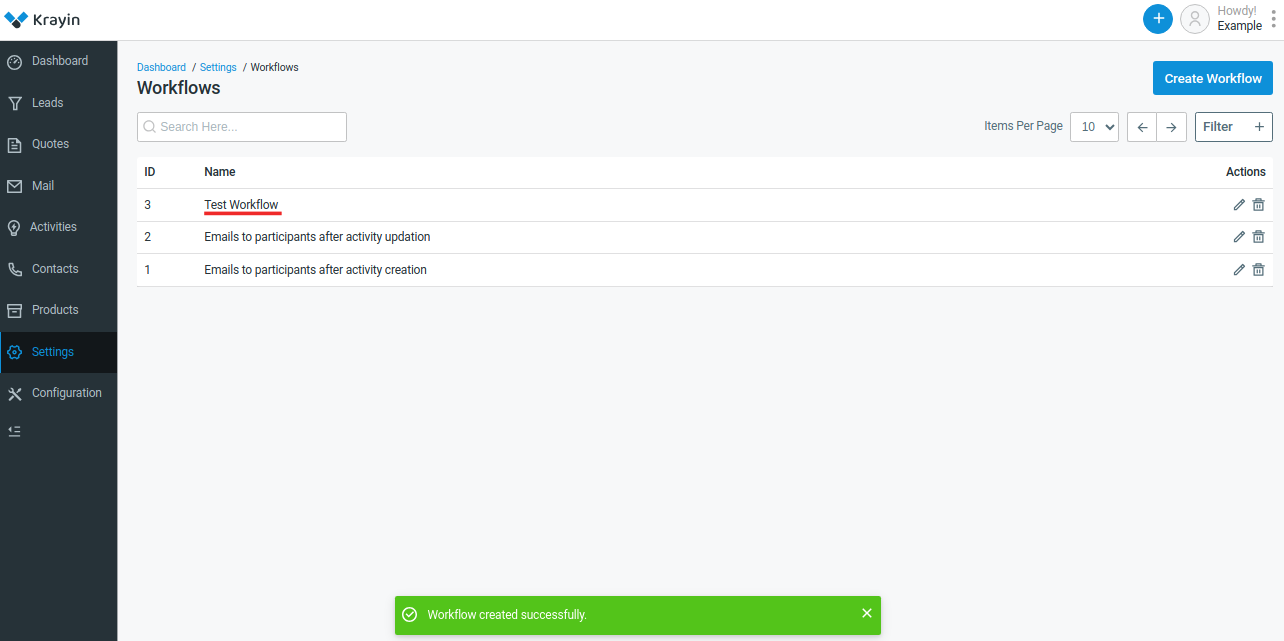 Krayin
Howdy!
Example
Dashboard
Leads
Quotes
Mail
Activities
Contacts
Products
Settings
Configuration
Dashboard / Settings / Workflows
Workflows
Create Workflow
Search Here...
Items Per Page 10 Filter
ID Name Actions
3 Test Workflow
2 Emails to participants after activity updation
1 Emails to participants after activity creation
Workflow created successfully.